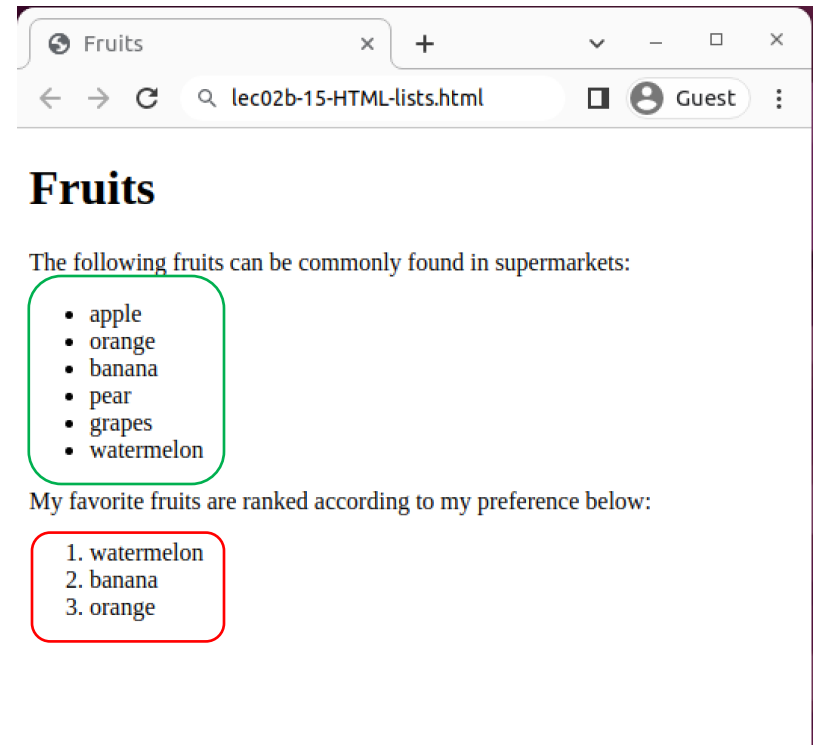 Fruits
lec02b-15-HTML-lists.html
Guest
Fruits
The following fruits can be commonly found in supermarkets:
• apple
• orange
• banana
• pear
• grapes
• watermelon
My favorite fruits are ranked according to my preference below:
1. watermelon
2. banana
3. orange